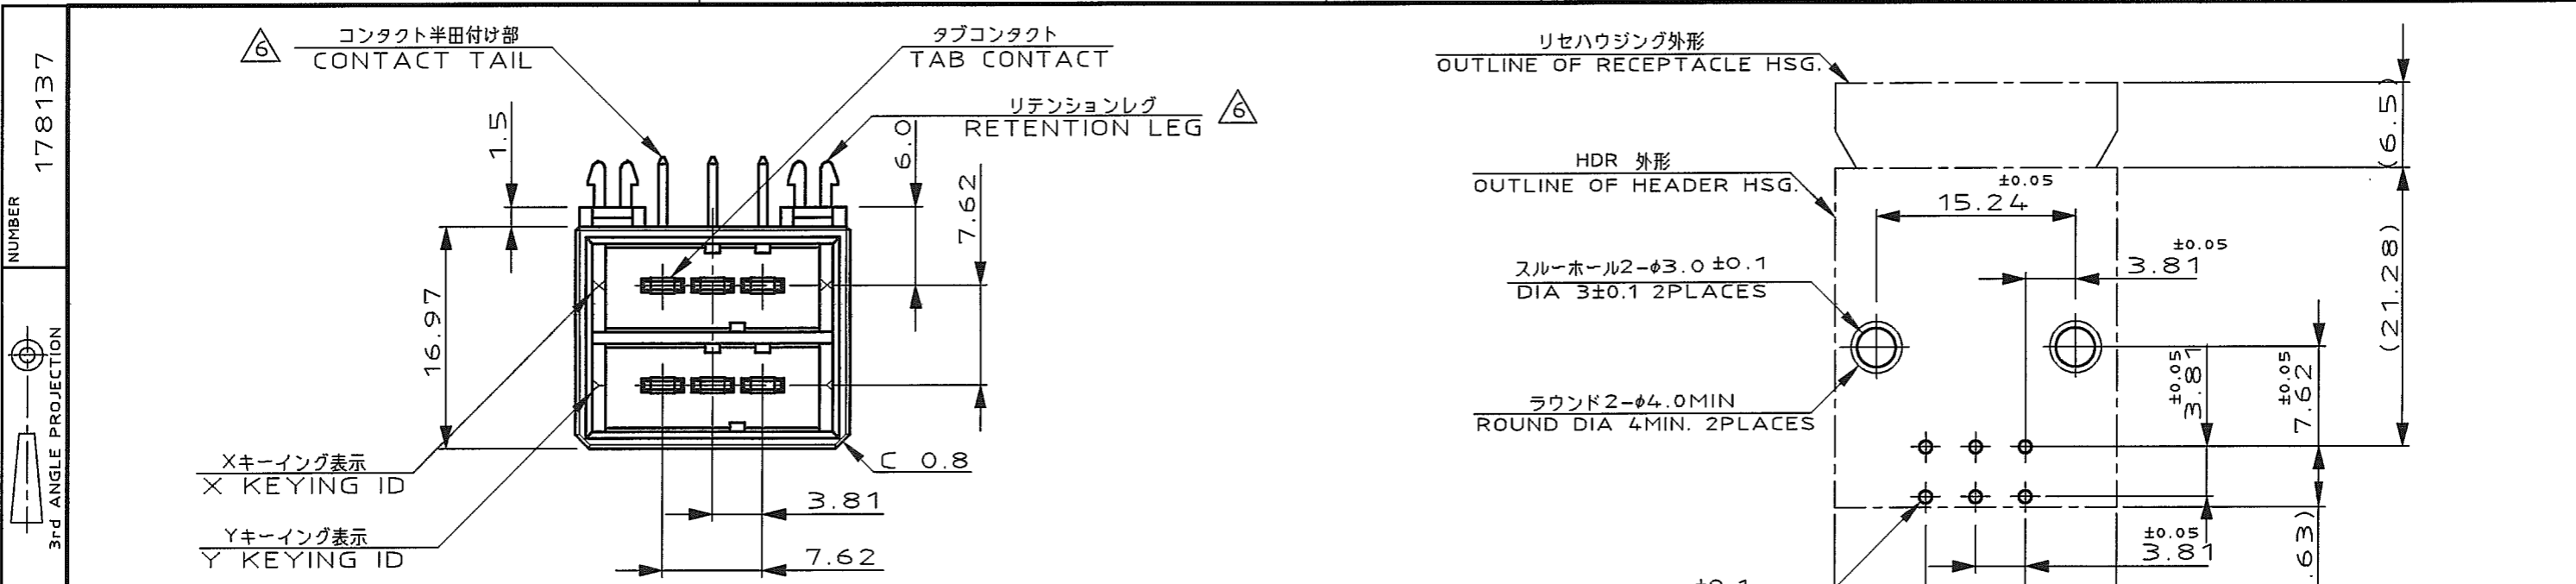 NUMBER
178137
3rd ANGLE PROJECTION
6
コンタクト半田付け部
CONTACT TAIL
タブコンタクト
TAB CONTACT
リテンションレグ
RETENTION LEG
6
1.5
6.0
7.62
16.97
Xキーイング表示
X KEYING ID
Yキーイング表示
Y KEYING ID
C 0.8
3.81
7.62
リセハウジング外形
OUTLINE OF RECEPTACLE HSG.
(6.5)
HDR 外形
OUTLINE OF HEADER HSG.
±0.05
15.24
±0.05
3.81
(21.28)
スルーホール2-φ3.0 ±0.1
DIA 3±0.1 2PLACES
ラウンド2-φ4.0MIN
ROUND DIA 4MIN. 2PLACES
±0.05
3.81
±0.05
7.62
±0.05
3.81
.63)
±0.1